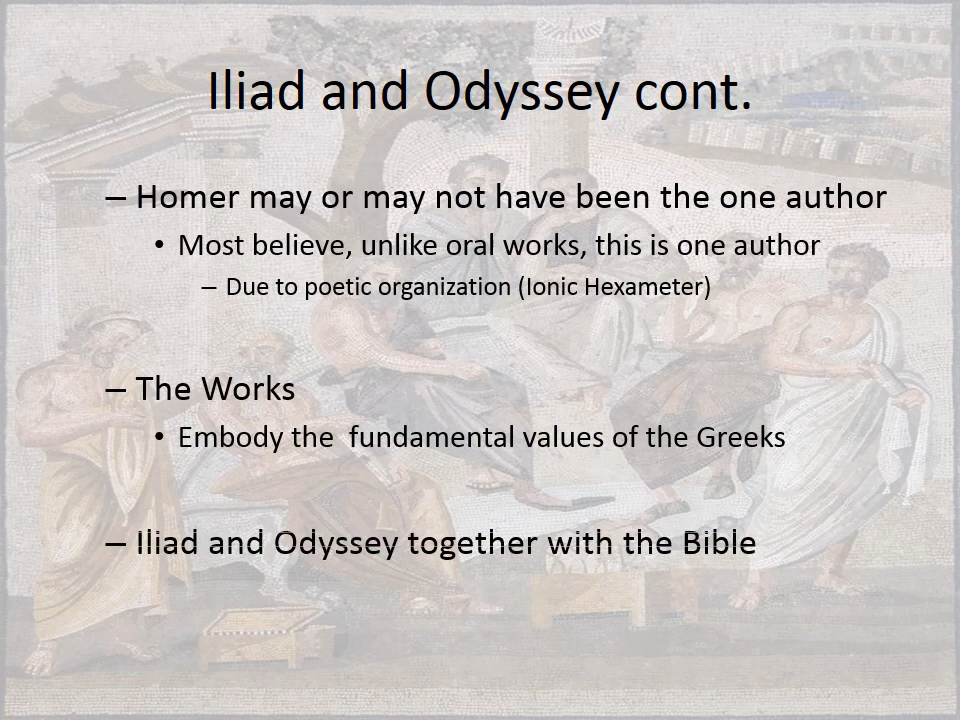 Iliad and Odyssey cont.
– Homer may or may not have been the one author
• Most believe, unlike oral works, this is one author
– Due to poetic organization (Ionic Hexameter)
– The Works
• Embody the  fundamental values of the Greeks
– Iliad and Odyssey together with the Bible